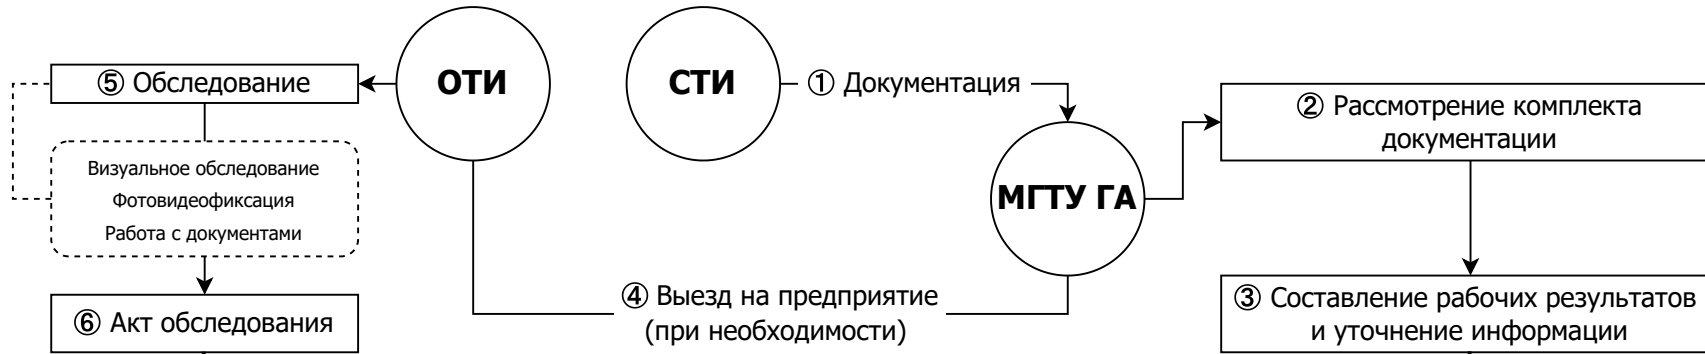 ОТИ
СТИ
⑤ Обследование
① Документация
② Рассмотрение комплекта
документации
Визуальное обследование
Фотовидеофиксация
Работа с документами
МГТУ ГА
④ Выезд на предприятие
(при необходимости)
③ Составление рабочих результатов
и уточнение информации
⑥ Акт обследования